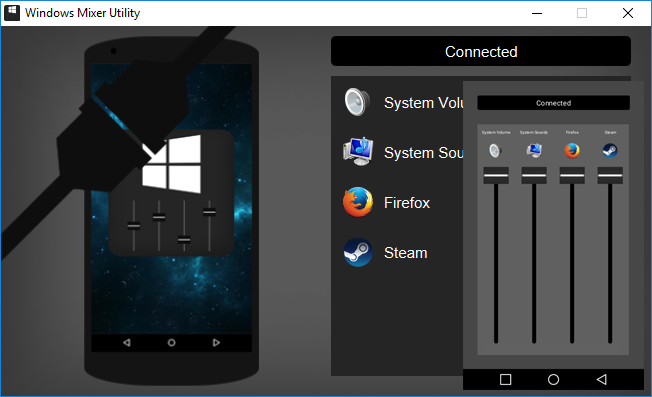 Windows Mixer Utility
Connected
System Volu
System Sou
Firefox
Steam
Connected
System Volume
System Sounds
Firefox
Steam